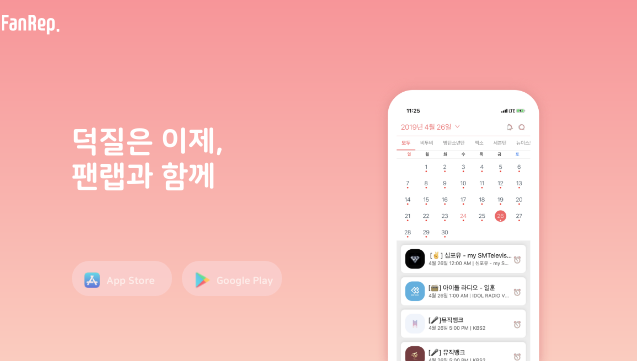 FanRep.
덕질은 이제,
팬랩과 함께
App Store
Google Play
11:25
LTE
2019년 4월 26일
모두 방탄소년단 엑소 세븐틴 뉴이스트
일 월 화 수 목 금 토
1 2 3 4 5 6
7 8 9 10 11 12 13
14 15 16 17 18 19 20
21 22 23 24 25 26 27
28 29 30
[✌] 심포유 - my SMTelevis...
4월 26일 12:00 AM | 심포유 - my S...
[📻] 아이돌 라디오 - 일훈
4월 26일 1:00 AM | IDOL RADIO V...
[🎤] 뮤직뱅크
4월 26일 5:00 PM | KBS2
[🎤] 뮤직뱅크
4월 26일 5:00 PM | KBS2